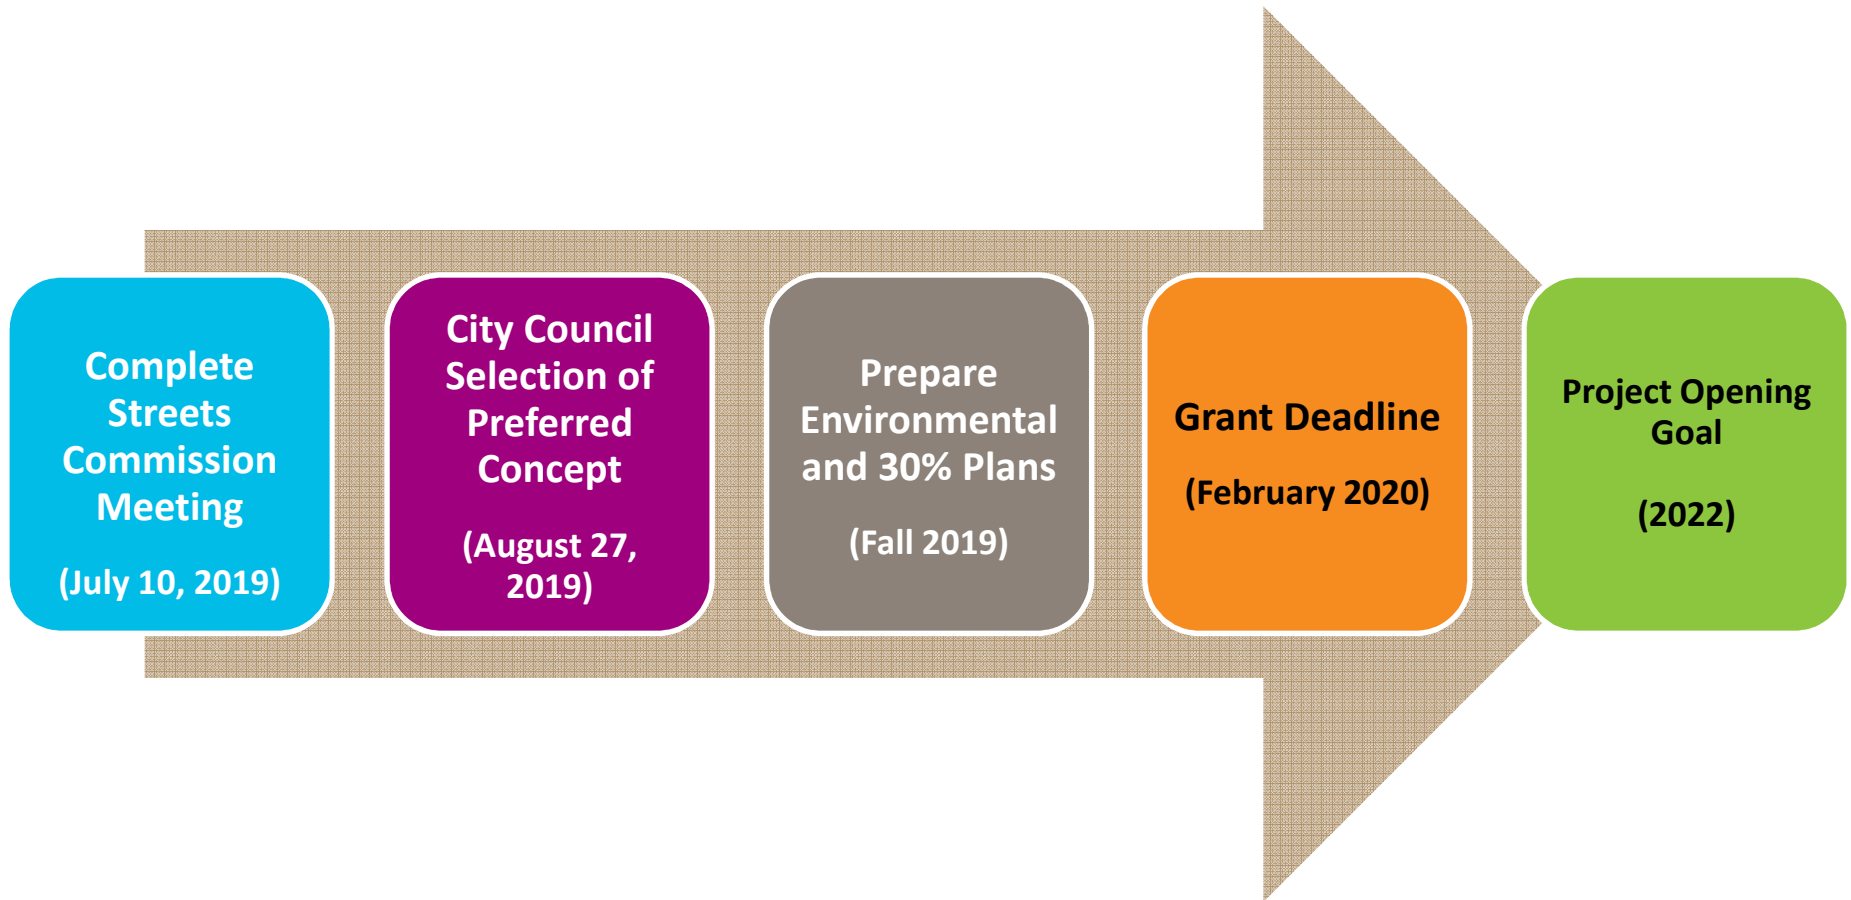 Complete
Streets
Commission
Meeting
(July 10, 2019)
City Council
Selection of
Preferred
Concept
(August 27,
2019)
Prepare
Environmental
and 30% Plans
(Fall 2019)
Grant Deadline
(February 2020)
Project Opening
Goal
(2022)